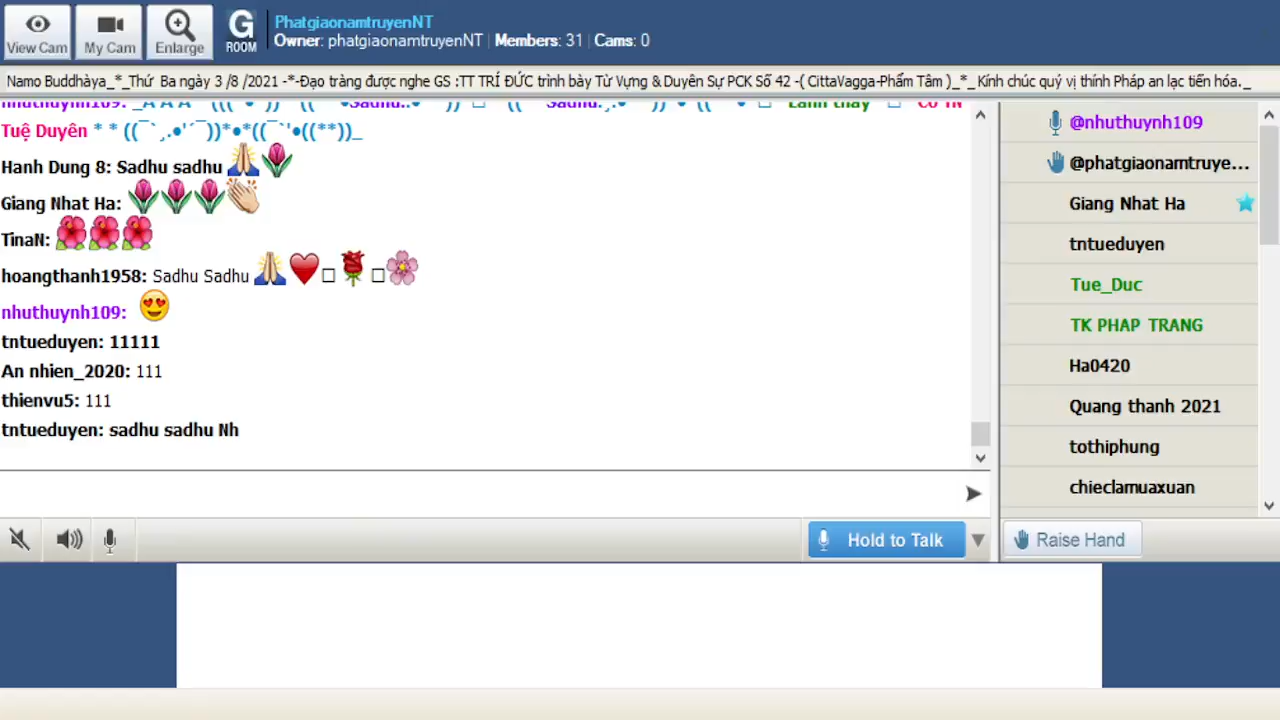 View Cam
My Cam
Enlarge
G
ROOM
PhatgiaonamtruyenNT
Owner: phatgiaonamtruyenNT | Members: 31 | Cams: 0
Namo Buddhàya_*_Thứ Ba ngày 3 /8 /2021 -*-Đạo tràng được nghe GS :TT TRÍ ĐỨC trình bày Từ Vựng & Duyên Sự PCK Số 42 -( CittaVagga-Phẩm Tâm )_*_Kính chúc quý vị thính Pháp an lạc tiến hóa._
nhuthuynh109:
Tuệ Duyên * * ((¯`¸.•'´¯))*•*((¯`'•((**))_
Hanh Dung 8: Sadhu sadhu 🙏🌷
Giang Nhat Ha: 🌷🌷🌷👏
TinaN: 🌺🌺🌺
hoangthanh1958: Sadhu Sadhu 🙏❤□🌹□🌸
nhuthuynh109: 😍
tntueduyen: 11111
An nhien_2020: 111
thienvu5: 111
tntueduyen: sadhu sadhu Nh
@nhuthuynh109
@phatgiaonamtruye...
Giang Nhat Ha
tntueduyen
Tue_Duc
TK PHAP TRANG
Ha0420
Quang thanh 2021
tothiphung
chieclamuaxuan
Hold to Talk
Raise Hand